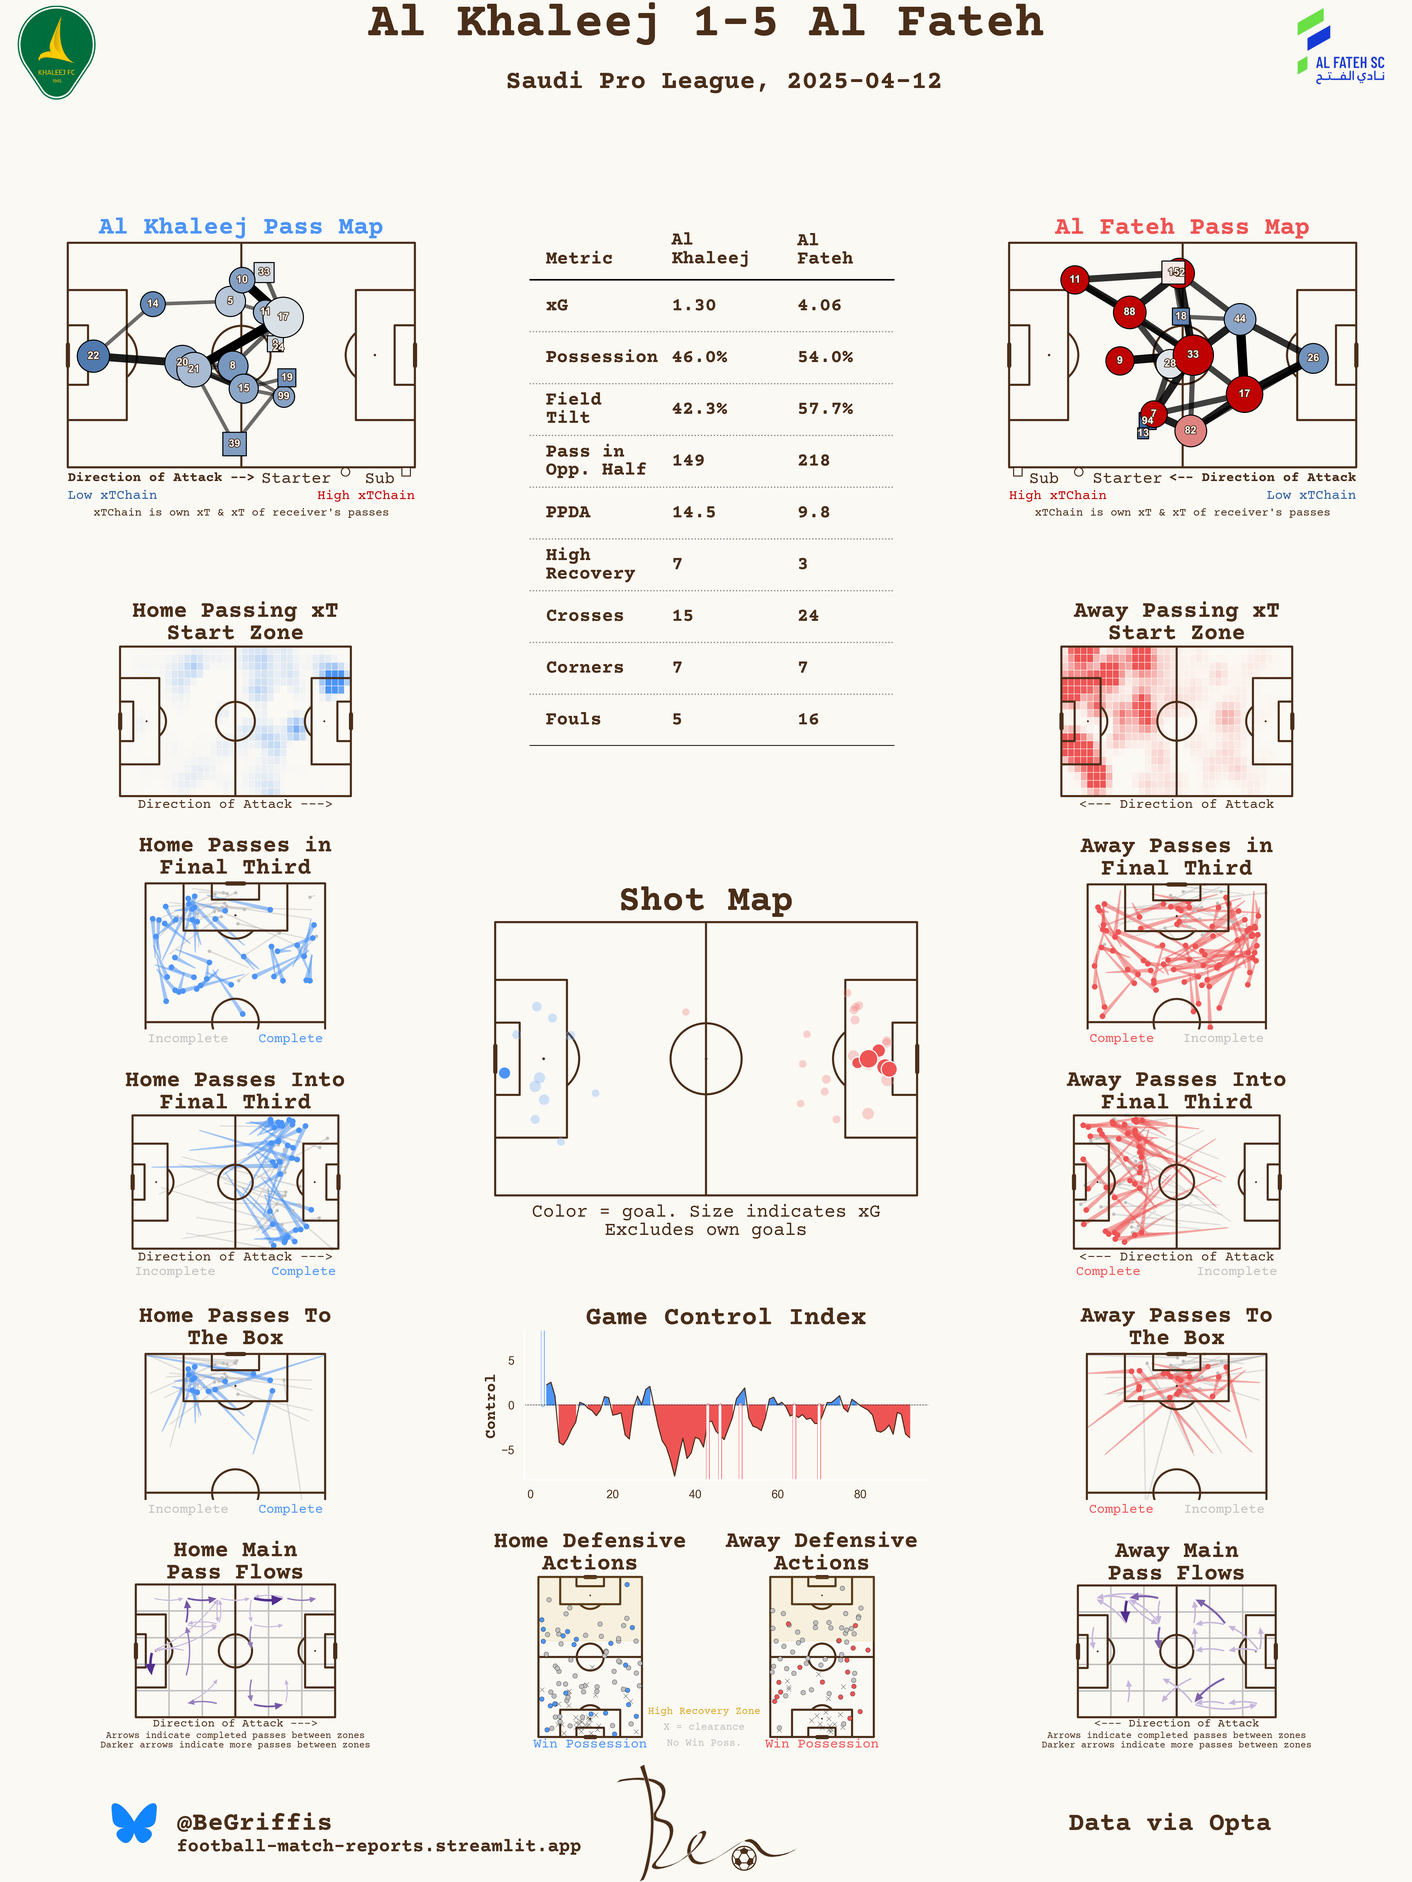 Al Khaleej 1-5 Al Fateh
Saudi Pro League, 2025-04-12
KHALEEJ FC
AL FATEH SC
نادي الفتح
Al Khaleej Pass Map
10
33
14
5
11
17
22
20
21
8
15
19
99
39
Direction of Attack --> Starter Sub
Low xTChain High xTChain
xTChain is own xT & xT of receiver's passes
Metric Al Khaleej Al Fateh
xG 1.30 4.06
Possession 46.0% 54.0%
Field Tilt 42.3% 57.7%
Pass in Opp. Half 149 218
PPDA 14.5 9.8
High Recovery 7 3
Crosses 15 24
Corners 7 7
Fouls 5 16
Al Fateh Pass Map
11
88
18
44
9
28
33
26
17
7
94
13
82
Sub Starter <-- Direction of Attack
High xTChain Low xTChain
xTChain is own xT & xT of receiver's passes
Home Passing xT
Start Zone
Direction of Attack --->
Away Passing xT
Start Zone
<--- Direction of Attack
Home Passes in
Final Third
Incomplete Complete
Away Passes in
Final Third
Complete Incomplete
Shot Map
Color = goal. Size indicates xG
Excludes own goals
Home Passes Into
Final Third
Direction of Attack --->
Incomplete Complete
Away Passes Into
Final Third
<--- Direction of Attack
Complete Incomplete
Home Passes To
The Box
Incomplete Complete
Game Control Index
Control
5
0
−5
0 20 40 60 80
Away Passes To
The Box
Complete Incomplete
Home Main
Pass Flows
Direction of Attack --->
Arrows indicate completed passes between zones
Darker arrows indicate more passes between zones
Home Defensive
Actions
Win Possession
Away Defensive
Actions
Win Possession
High Recovery Zone
X = clearance
No Win Poss.
Away Main
Pass Flows
<--- Direction of Attack
Arrows indicate completed passes between zones
Darker arrows indicate more passes between zones
@BeGriffis
football-match-reports.streamlit.app
Ben
Data via Opta